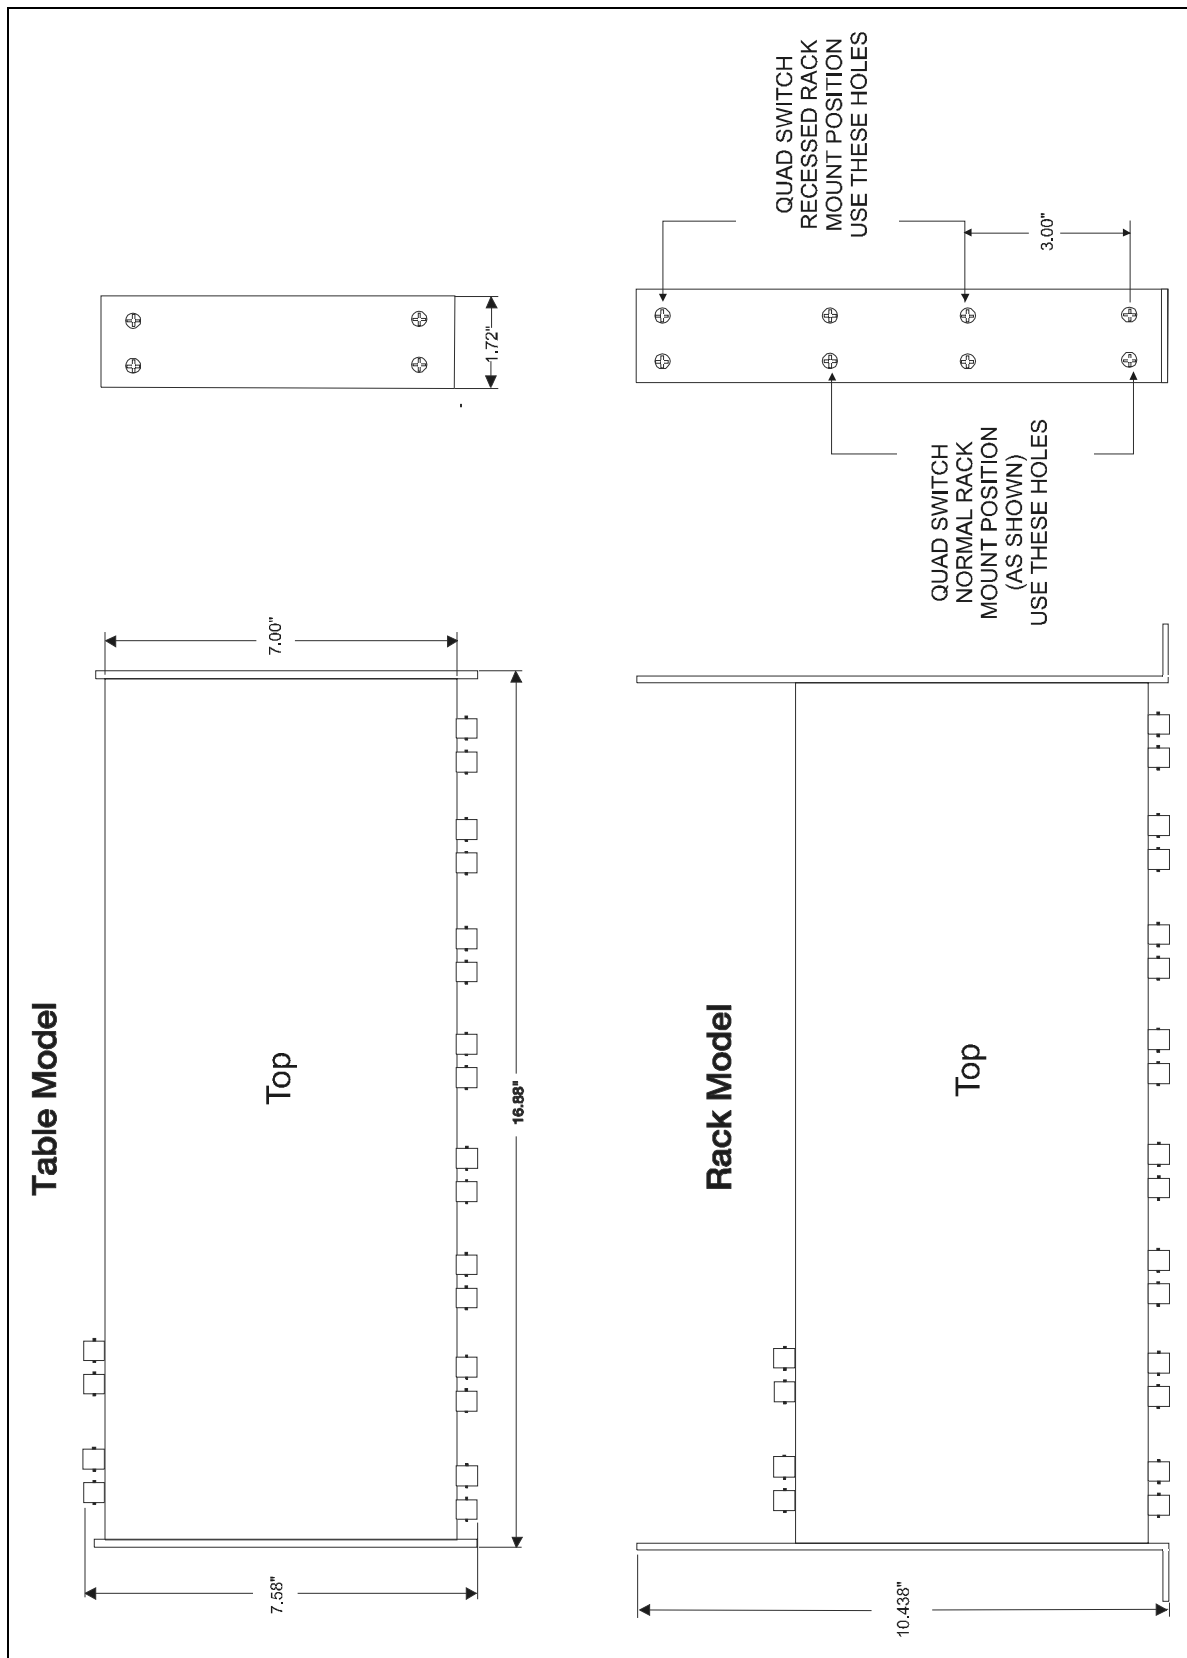 Table Model
Top
7.58"
16.88"
7.00"
1.72"
Rack Model
Top
10.438"
QUAD SWITCH
NORMAL RACK
MOUNT POSITION
(AS SHOWN)
USE THESE HOLES
QUAD SWITCH
RECESSED RACK
MOUNT POSITION
USE THESE HOLES
3.00"